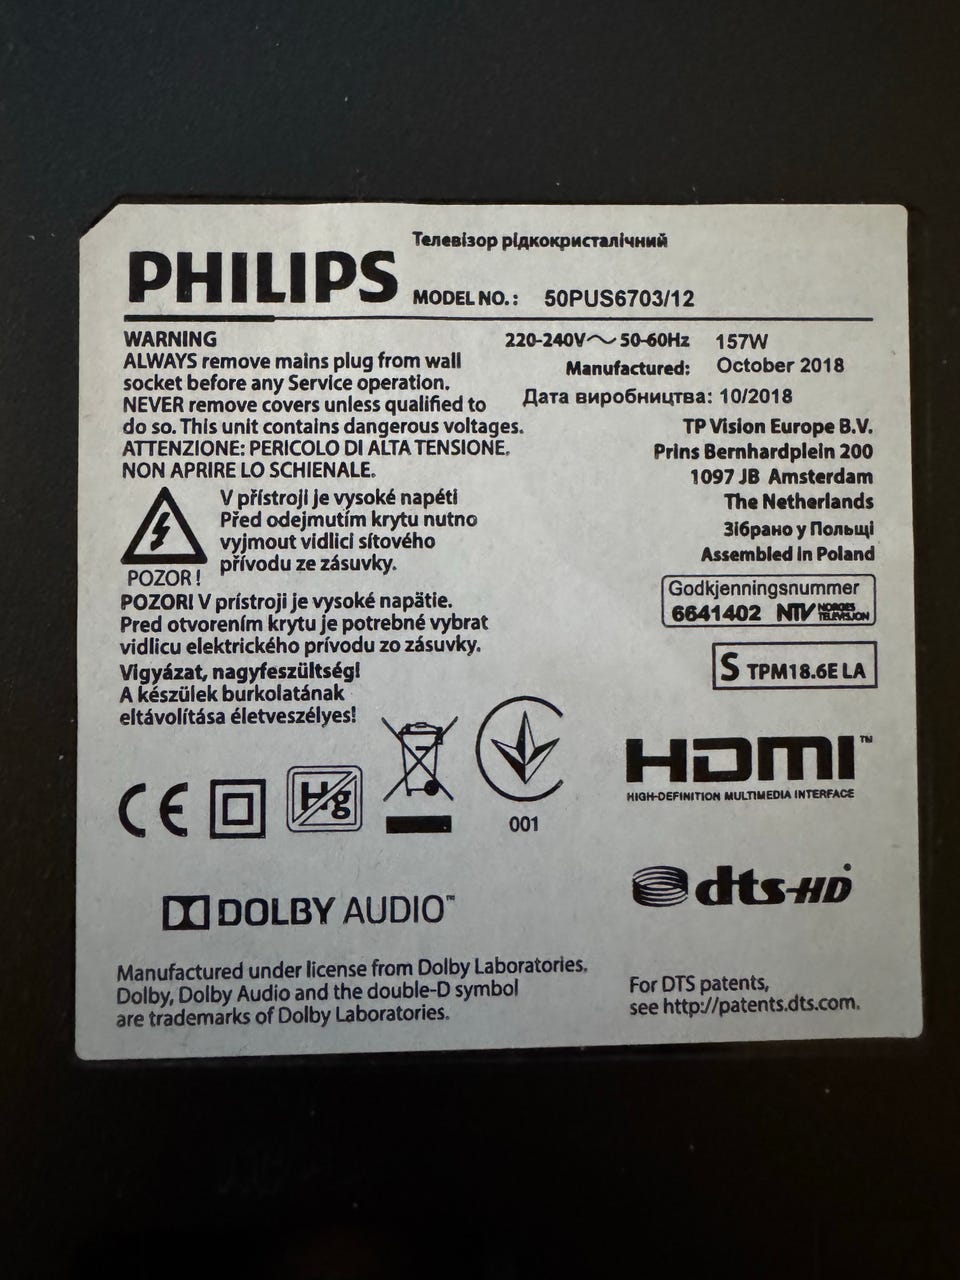 Телевізор рідкокристалічний
PHILIPS
MODEL NO.: 50PUS6703/12
WARNING
ALWAYS remove mains plug from wall
socket before any Service operation.
NEVER remove covers unless qualified to
do so. This unit contains dangerous voltages.
ATTENZIONE: PERICOLO DI ALTA TENSIONE.
NON APRIRE LO SCHIENALE.
V přístroji je vysoké napétí
Před odejmutím krytu nutno
vyjmout vidlici sítového
přívodu ze zásuvky.
POZOR !
POZOR! V prístroji je vysoké napätie.
Pred otvorením krytu je potrebné vybrat
vidlicu elektrického prívodu zo zásuvky.
Vigyázat, nagyfeszültség!
A készülek burkolatának
eltávolítása életveszélyes!
220-240V~ 50-60Hz 157W
Manufactured: October 2018
Дата виробництва: 10/2018
TP Vision Europe B.V.
Prins Bernhardplein 200
1097 JB Amsterdam
The Netherlands
Зібрано у Польщі
Assembled in Poland
Godkjenningsnummer
6641402 NTV NORGES
TELEVISJON
S TPM18.6E LA
CE
Hg
001
HDMI™
HIGH-DEFINITION MULTIMEDIA INTERFACE
DOLBY AUDIO™
dts-HD
Manufactured under license from Dolby Laboratories.
Dolby, Dolby Audio and the double-D symbol
are trademarks of Dolby Laboratories.
For DTS patents,
see http://patents.dts.com.